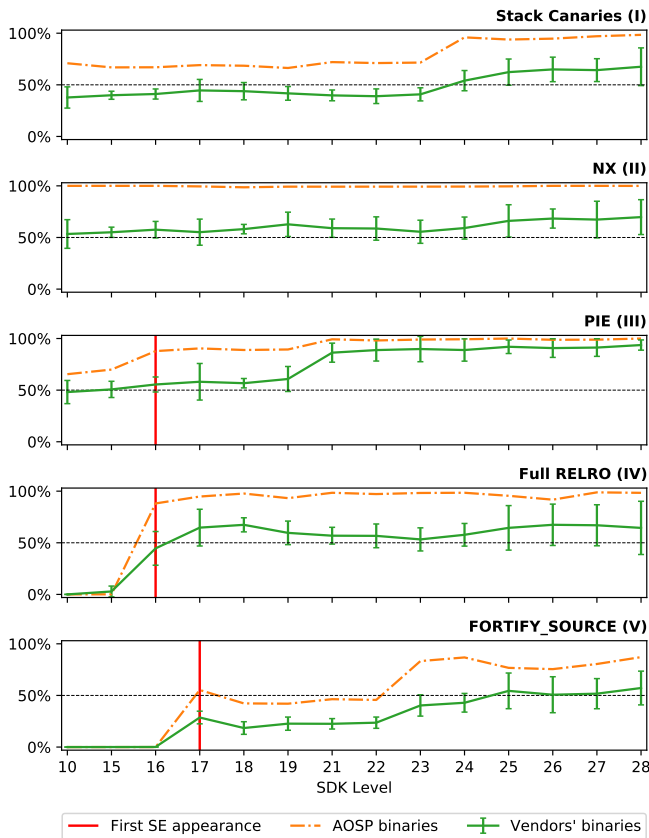 Stack Canaries (I)
100%
50%
0%
NX (II)
100%
50%
0%
PIE (III)
100%
50%
0%
Full RELRO (IV)
100%
50%
0%
FORTIFY_SOURCE (V)
100%
50%
0%
10 15 16 17 18 19 21 22 23 24 25 26 27 28
SDK Level
First SE appearance AOSP binaries Vendors' binaries